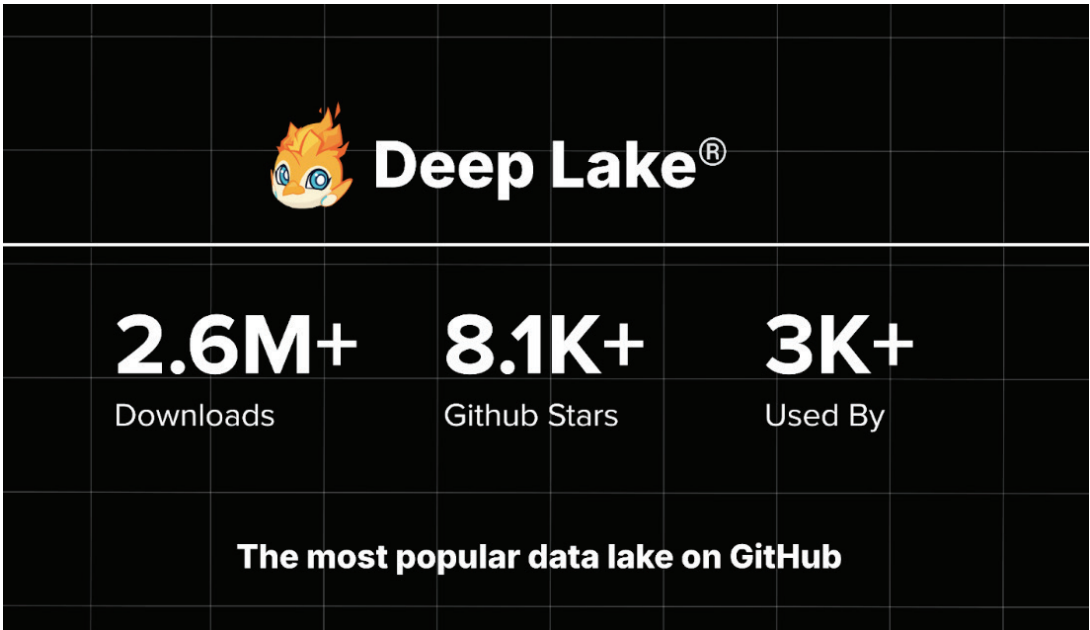 Deep Lake®
2.6M+ 8.1K+ 3K+
Downloads Github Stars Used By
The most popular data lake on GitHub